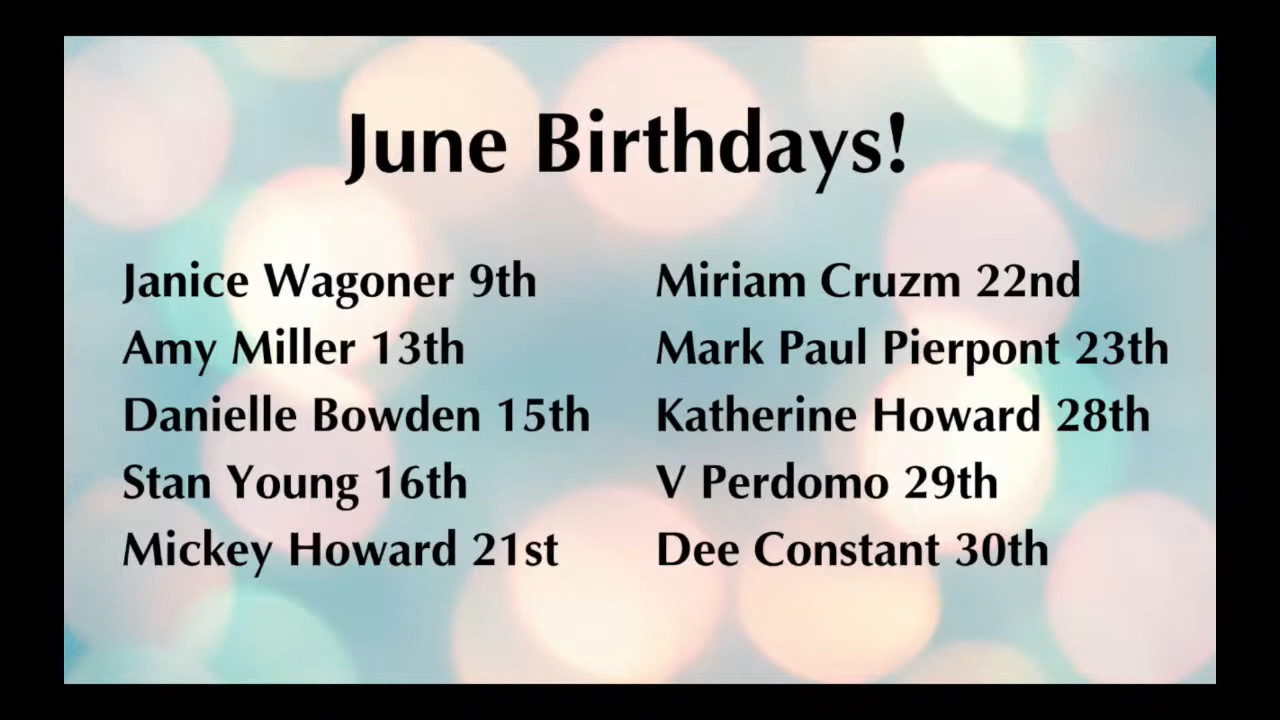 June Birthdays!
Janice Wagoner 9th
Amy Miller 13th
Danielle Bowden 15th
Stan Young 16th
Mickey Howard 21st
Miriam Cruzm 22nd
Mark Paul Pierpont 23th
Katherine Howard 28th
V Perdomo 29th
Dee Constant 30th